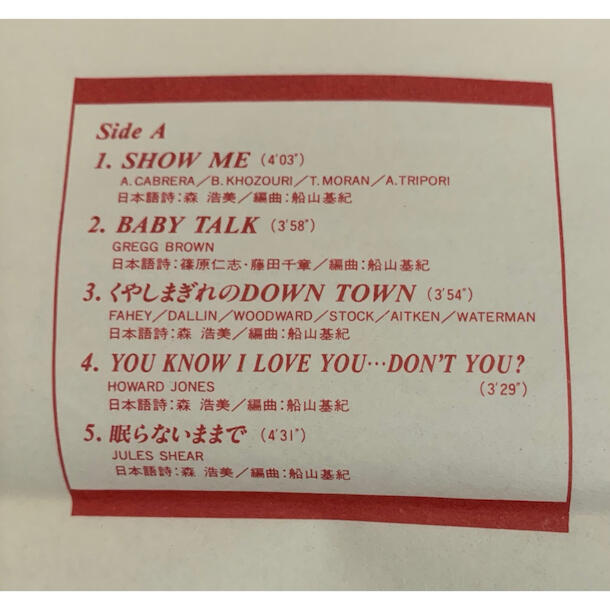 Side A
1. SHOW ME (4'03")
A. CABRERA/B. KHOZOURI/T. MORAN/A. TRIPORI
日本語詩:森 浩美/編曲:船山基紀
2. BABY TALK (3'58")
GREGG BROWN
日本語詩:篠原仁志・藤田千章/編曲:船山基紀
3. くやしまぎれのDOWN TOWN (3'54")
FAHEY/DALLIN/WOODWARD/STOCK/AITKEN/WATERMAN
日本語詩:森 浩美/編曲:船山基紀
4. YOU KNOW I LOVE YOU…DON'T YOU?
HOWARD JONES (3'29")
日本語詩:森 浩美/編曲:船山基紀
5. 眠らないままで (4'31")
JULES SHEAR
日本語詩:森 浩美/編曲:船山基紀